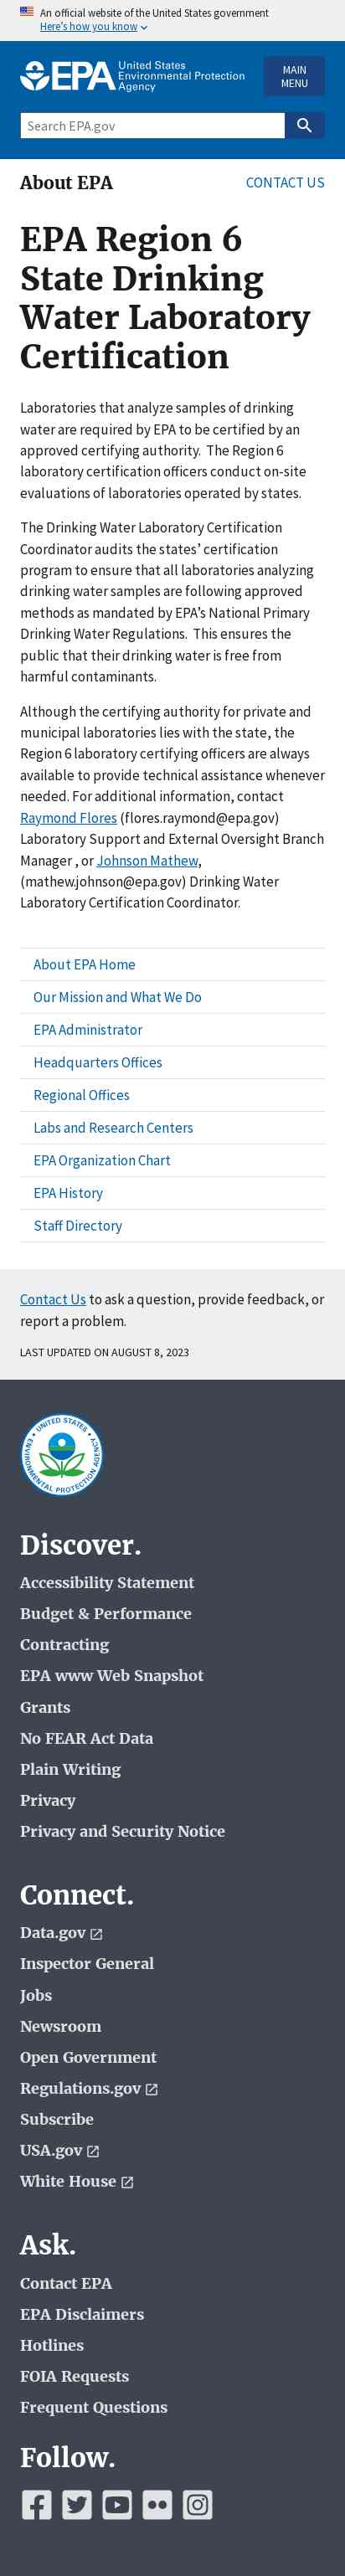 An official website of the United States government
Here's how you know
EPA United States
Environmental Protection
Agency
MAIN
MENU
Search EPA.gov
About EPA
CONTACT US
EPA Region 6
State Drinking
Water Laboratory
Certification
Laboratories that analyze samples of drinking
water are required by EPA to be certified by an
approved certifying authority. The Region 6
laboratory certification officers conduct on-site
evaluations of laboratories operated by states.
The Drinking Water Laboratory Certification
Coordinator audits the states' certification
program to ensure that all laboratories analyzing
drinking water samples are following approved
methods as mandated by EPA's National Primary
Drinking Water Regulations. This ensures the
public that their drinking water is free from
harmful contaminants.
Although the certifying authority for private and
municipal laboratories lies with the state, the
Region 6 laboratory certifying officers are always
available to provide technical assistance whenever
needed. For additional information, contact
Raymond Flores (flores.raymond@epa.gov)
Laboratory Support and External Oversight Branch
Manager , or Johnson Mathew,
(mathew.johnson@epa.gov) Drinking Water
Laboratory Certification Coordinator.
About EPA Home
Our Mission and What We Do
EPA Administrator
Headquarters Offices
Regional Offices
Labs and Research Centers
EPA Organization Chart
EPA History
Staff Directory
Contact Us to ask a question, provide feedback, or
report a problem.
LAST UPDATED ON AUGUST 8, 2023
UNITED STATES
ENVIRONMENTAL PROTECTION AGENCY
Discover.
Accessibility Statement
Budget & Performance
Contracting
EPA www Web Snapshot
Grants
No FEAR Act Data
Plain Writing
Privacy
Privacy and Security Notice
Connect.
Data.gov
Inspector General
Jobs
Newsroom
Open Government
Regulations.gov
Subscribe
USA.gov
White House
Ask.
Contact EPA
EPA Disclaimers
Hotlines
FOIA Requests
Frequent Questions
Follow.